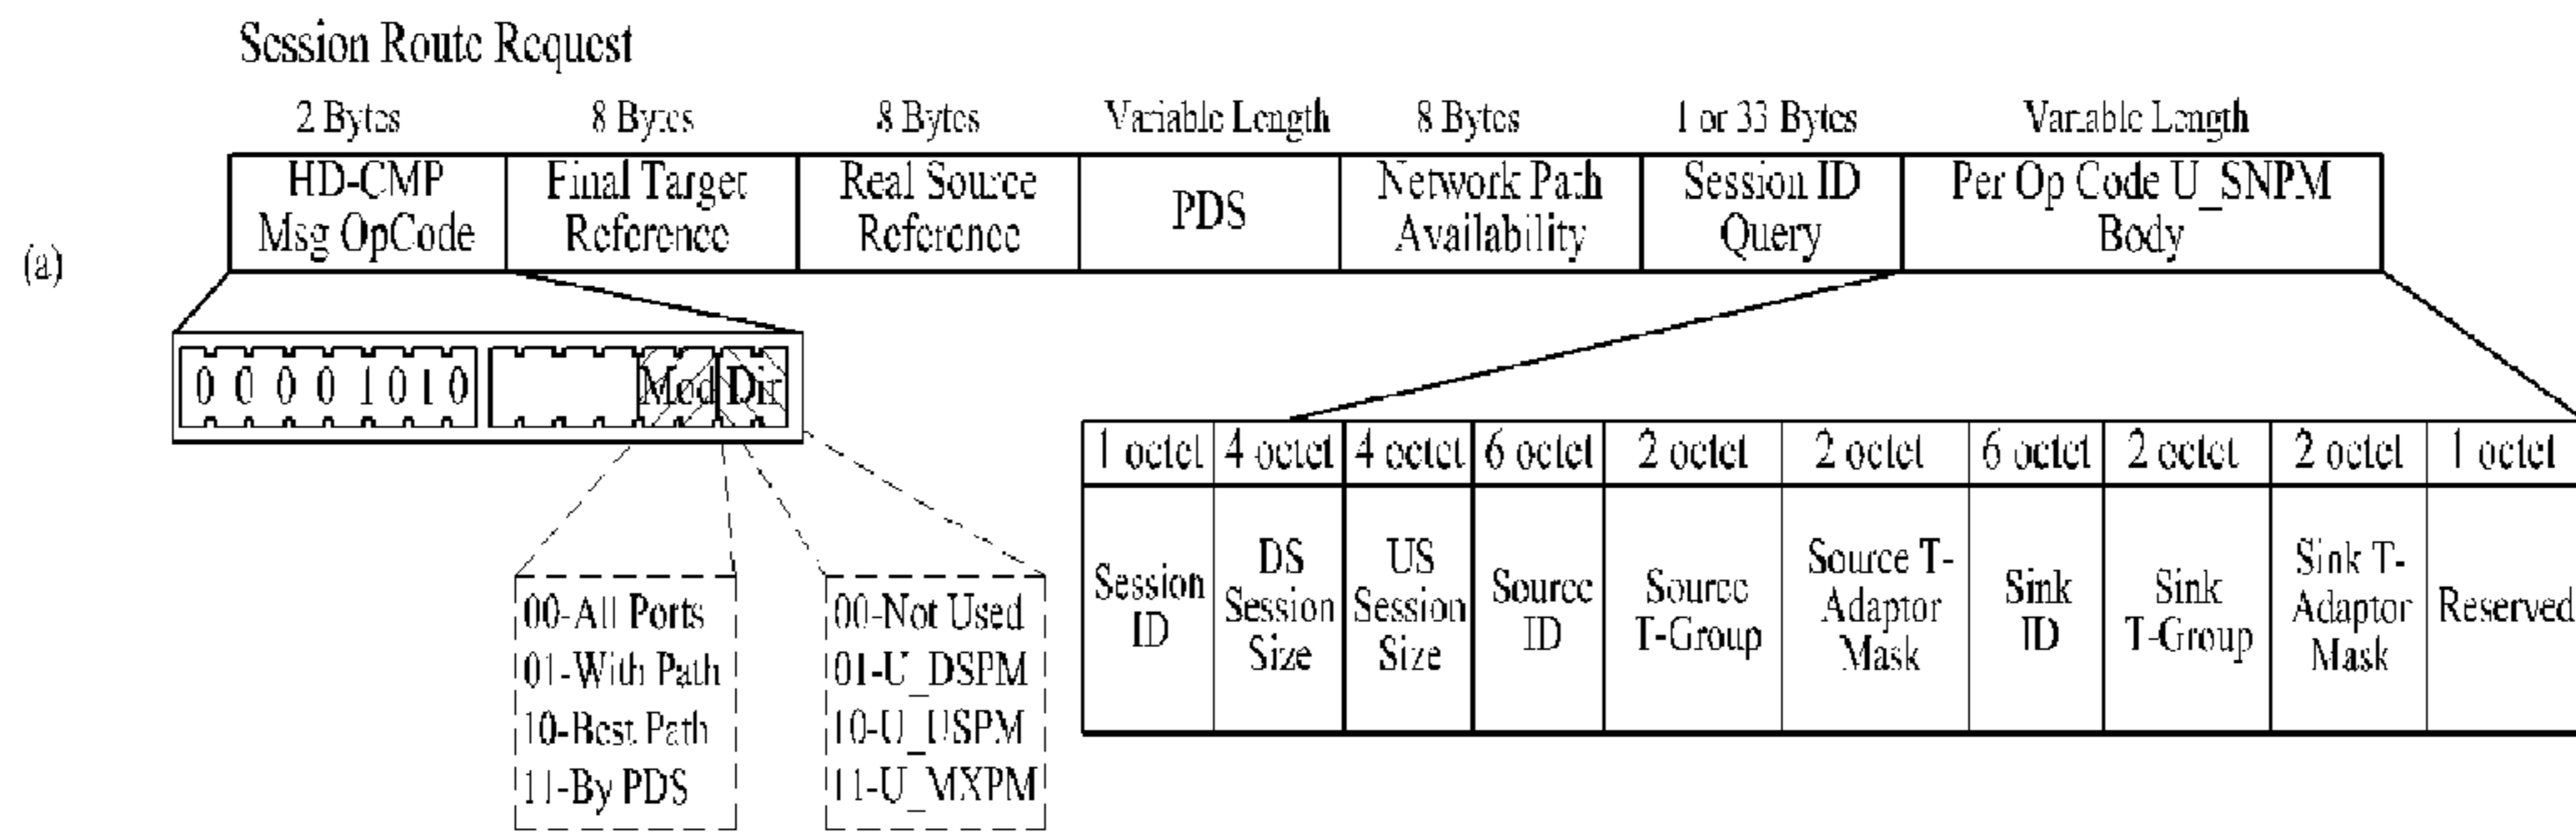 Session Route Request
2 Bytes 8 Bytes 8 Bytes Variable Length 8 Bytes 1 or 33 Bytes Variable Length
HD-CMP Msg OpCode
Final Target Reference
Real Source Reference
PDS
Network Path Availability
Session ID Query
Per Op Code U_SNPM Body
(a)
0 0 0 0 1 0 1 0 Mod Dir
00-All Ports
01-With Path
10-Best Path
11-By PDS
00-Not Used
01-U_DSPM
10-U_USPM
11-U_MXPM
1 octet 4 octet 4 octet 6 octet 2 octet 2 octet 6 octet 2 octet 2 octet 1 octet
Session ID
DS Session Size
US Session Size
Source ID
Source T-Group
Source T-Adaptor Mask
Sink ID
Sink T-Group
Sink T-Adaptor Mask
Reserved